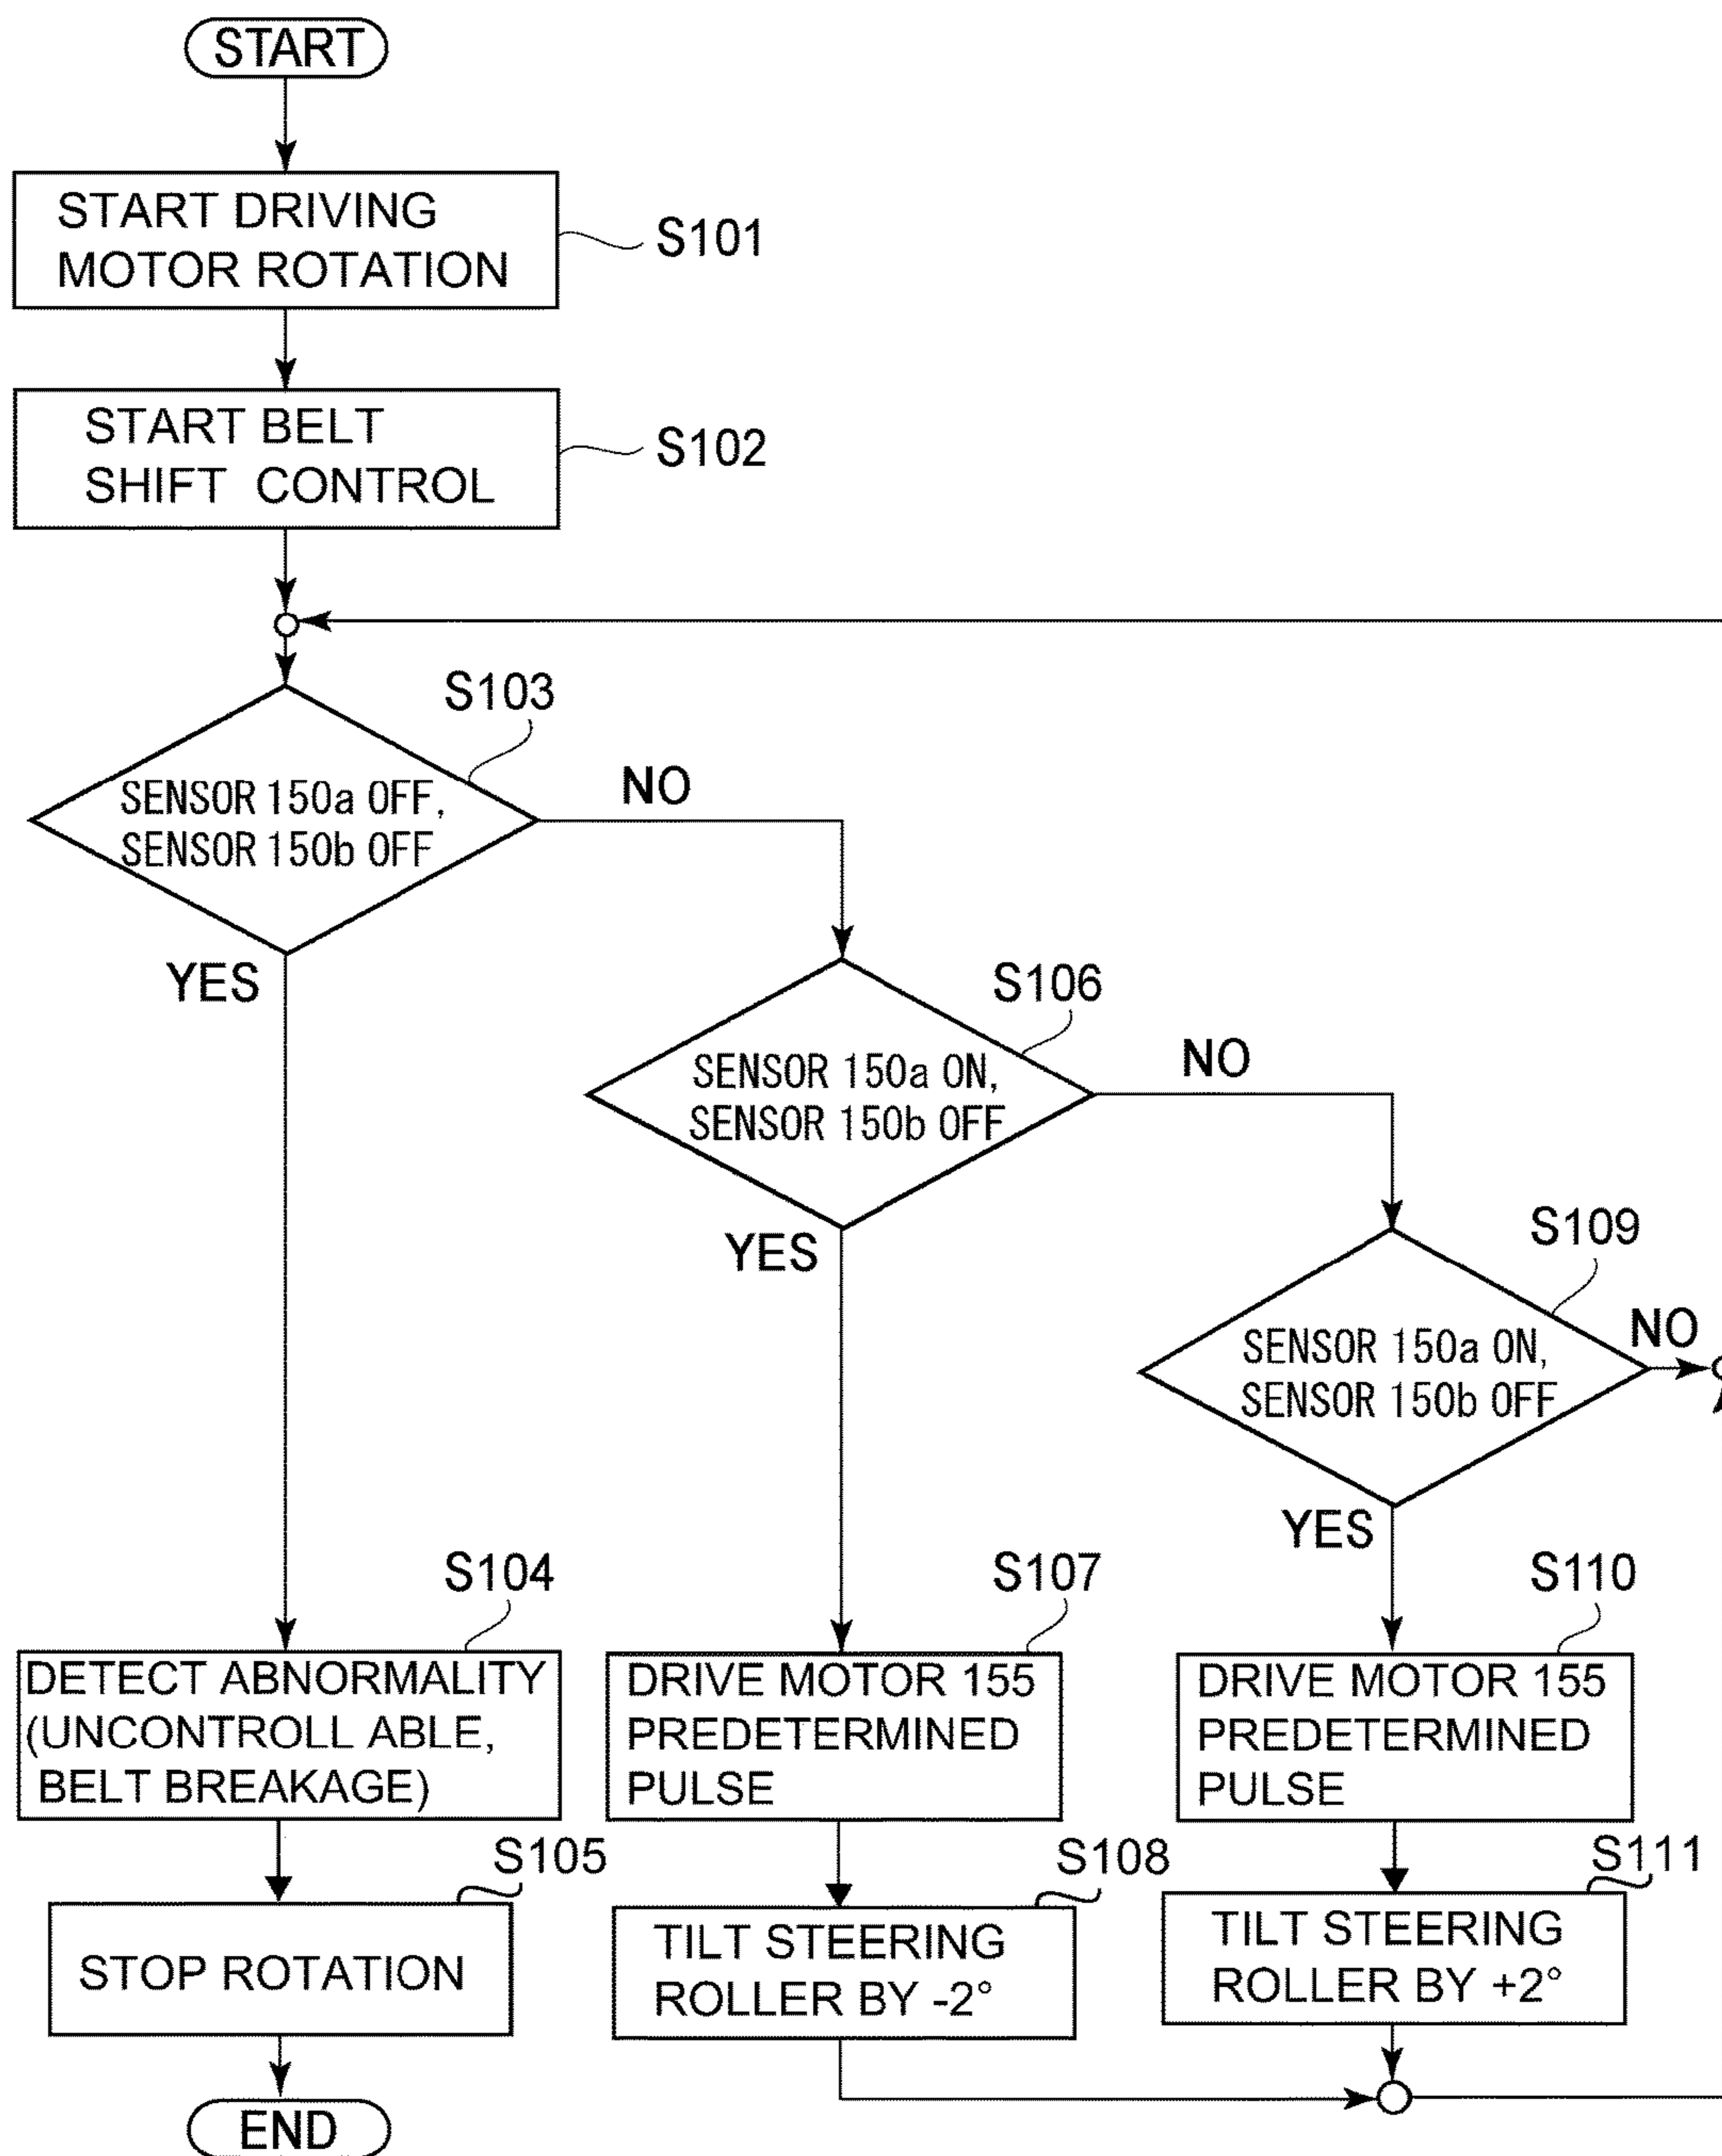 START
START DRIVING
MOTOR ROTATION
S101
START BELT
SHIFT CONTROL
S102
S103
SENSOR 150a OFF,
SENSOR 150b OFF
NO
YES
S106
SENSOR 150a ON,
SENSOR 150b OFF
NO
YES
S109
SENSOR 150a ON,
SENSOR 150b OFF
NO
YES
S104
DETECT ABNORMALITY
(UNCONTROLL ABLE,
BELT BREAKAGE)
S107
DRIVE MOTOR 155
PREDETERMINED
PULSE
S110
DRIVE MOTOR 155
PREDETERMINED
PULSE
S105
STOP ROTATION
S108
TILT STEERING
ROLLER BY -2°
S111
TILT STEERING
ROLLER BY +2°
END